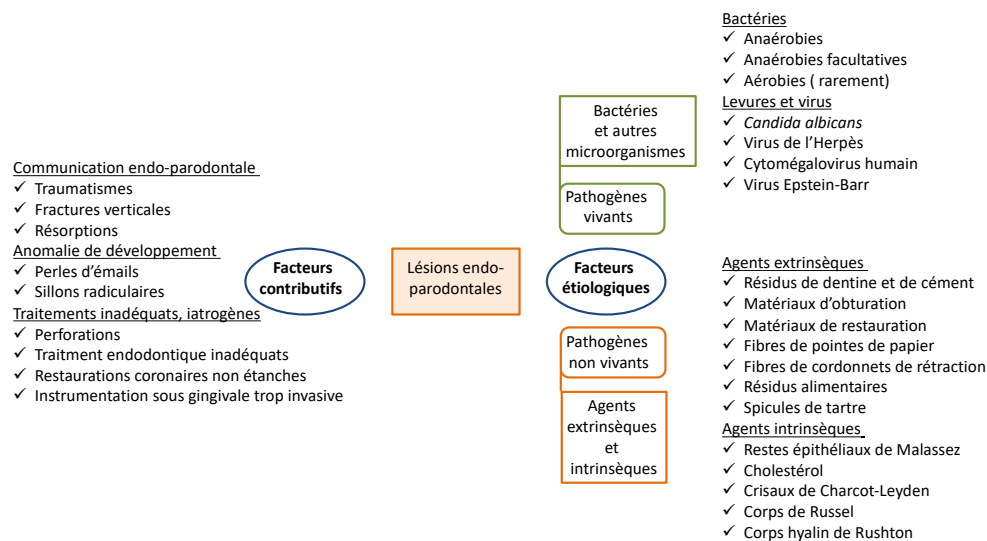 Communication endo-parodontale
✓ Traumatismes
✓ Fractures verticales
✓ Résorptions
Anomalie de développement
✓ Perles d'émails
✓ Sillons radiculaires
Traitements inadéquats, iatrogènes
✓ Perforations
✓ Traitment endodontique inadéquats
✓ Restaurations coronaires non étanches
✓ Instrumentation sous gingivale trop invasive
Facteurs
contributifs
Lésions endo-
parodontales
Facteurs
étiologiques
Bactéries
et autres
microorganismes
Pathogènes
vivants
Pathogènes
non vivants
Agents
extrinsèques
et
intrinsèques
Bactéries
✓ Anaérobies
✓ Anaérobies facultatives
✓ Aérobies ( rarement)
Levures et virus
✓ Candida albicans
✓ Virus de l'Herpès
✓ Cytomégalovirus humain
✓ Virus Epstein-Barr
Agents extrinsèques
✓ Résidus de dentine et de cément
✓ Matériaux d'obturation
✓ Matériaux de restauration
✓ Fibres de pointes de papier
✓ Fibres de cordonnets de rétraction
✓ Résidus alimentaires
✓ Spicules de tartre
Agents intrinsèques
✓ Restes épithéliaux de Malassez
✓ Cholestérol
✓ Crisaux de Charcot-Leyden
✓ Corps de Russel
✓ Corps hyalin de Rushton